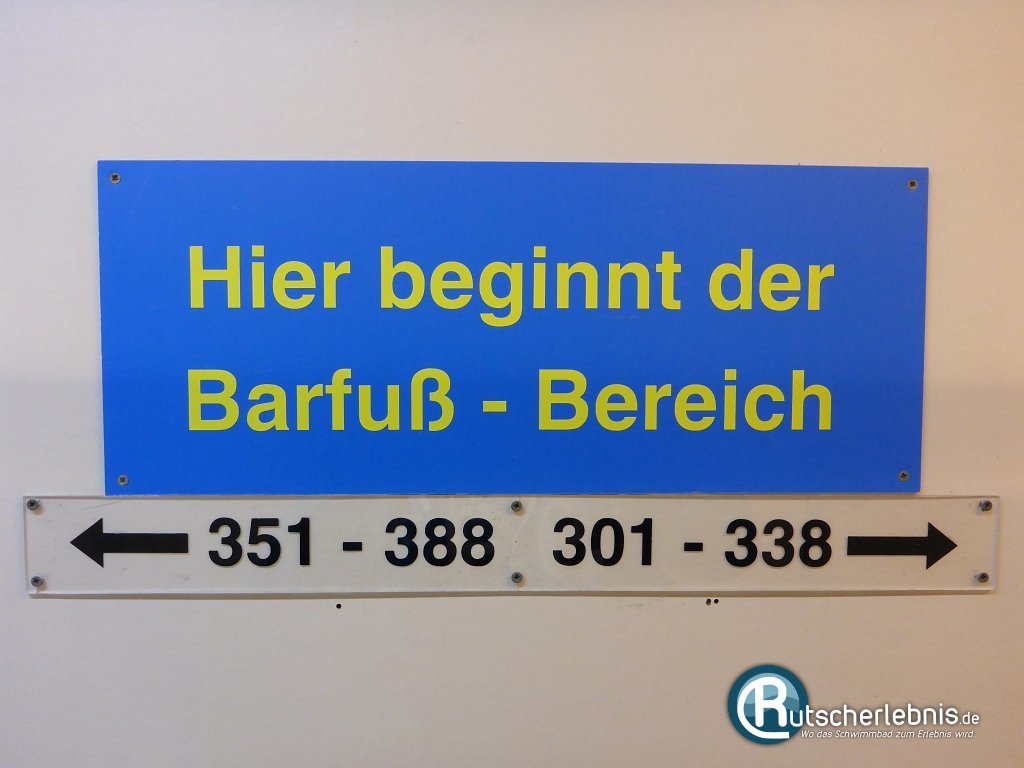 Hier beginnt der
Barfuß - Bereich
351 - 388 301 - 338
Rutscherlebnis.de
Wo das Schwimmbad zum Erlebnis wird...